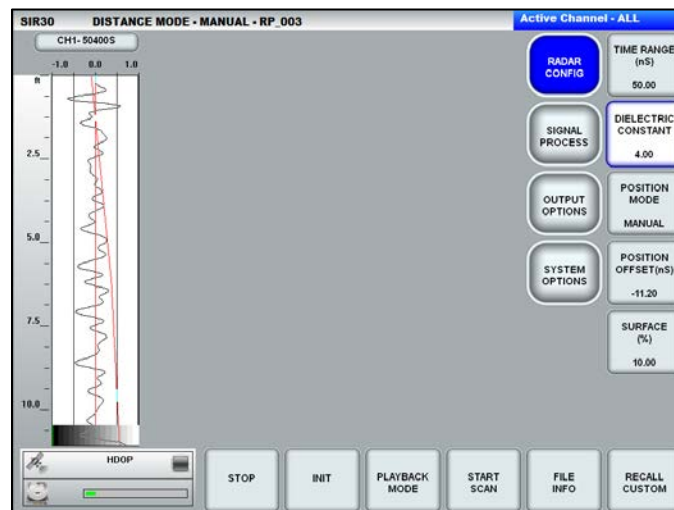 SIR30 DISTANCE MODE - MANUAL - RP_003
Active Channel - ALL
CH1- 50400S
-1.0 0.0 1.0
ft
2.5
5.0
7.5
10.0
RADAR
CONFIG
SIGNAL
PROCESS
OUTPUT
OPTIONS
SYSTEM
OPTIONS
TIME RANGE
(nS)
50.00
DIELECTRIC
CONSTANT
4.00
POSITION
MODE
MANUAL
POSITION
OFFSET(nS)
-11.20
SURFACE
(%)
10.00
HDOP
STOP
INIT
PLAYBACK
MODE
START
SCAN
FILE
INFO
RECALL
CUSTOM